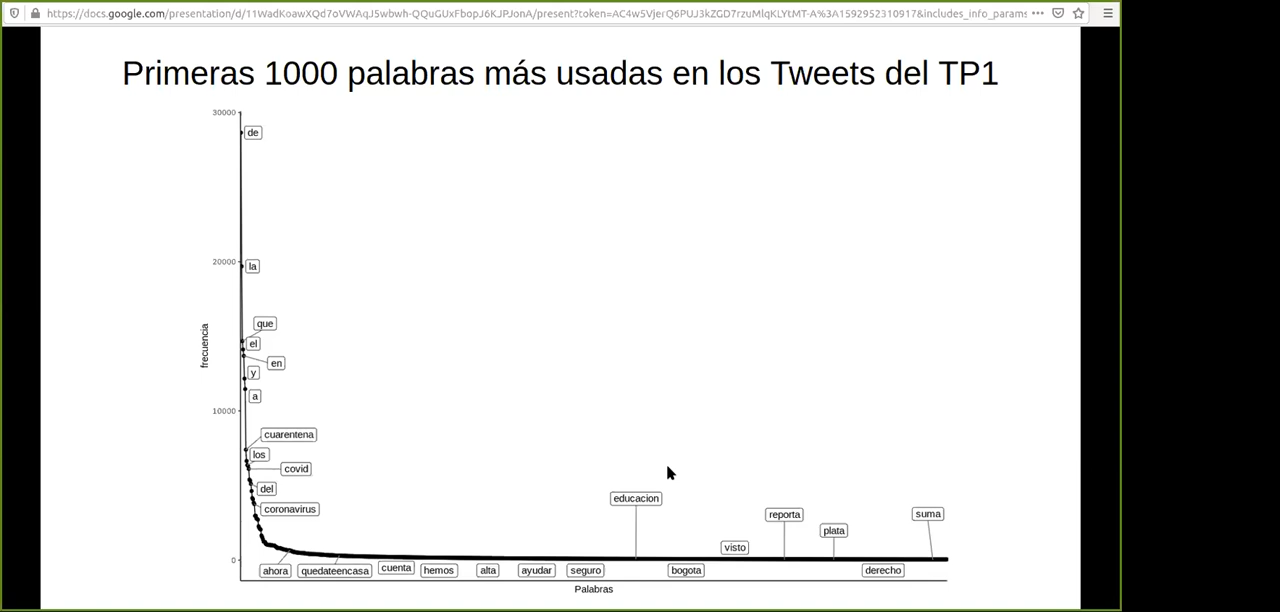 https://docs.google.com/presentation/d/11WadKoawXQd7oVWAqJ5wbwh-QQuGUxFbopJ6KJPJonA/present?token=AC4w5VjerQ6PUJ3kZGD7rzuMlqKLYtMT-A%3A1592952310917&includes_info_params
Primeras 1000 palabras más usadas en los Tweets del TP1
30000
de
20000
la
que
el
en
y
a
10000
cuarentena
los
covid
del
coronavirus
educacion
reporta
suma
plata
visto
0
ahora
quedateencasa
cuenta
hemos
alta
ayudar
seguro
bogota
derecho
frecuencia
Palabras